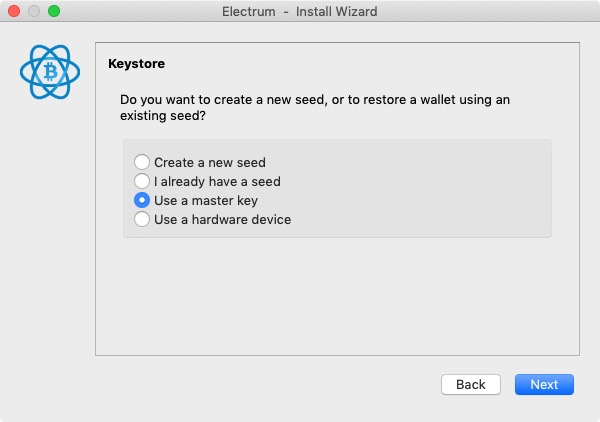 Electrum - Install Wizard
Keystore
Do you want to create a new seed, or to restore a wallet using an
existing seed?
Create a new seed
I already have a seed
Use a master key
Use a hardware device
Back
Next